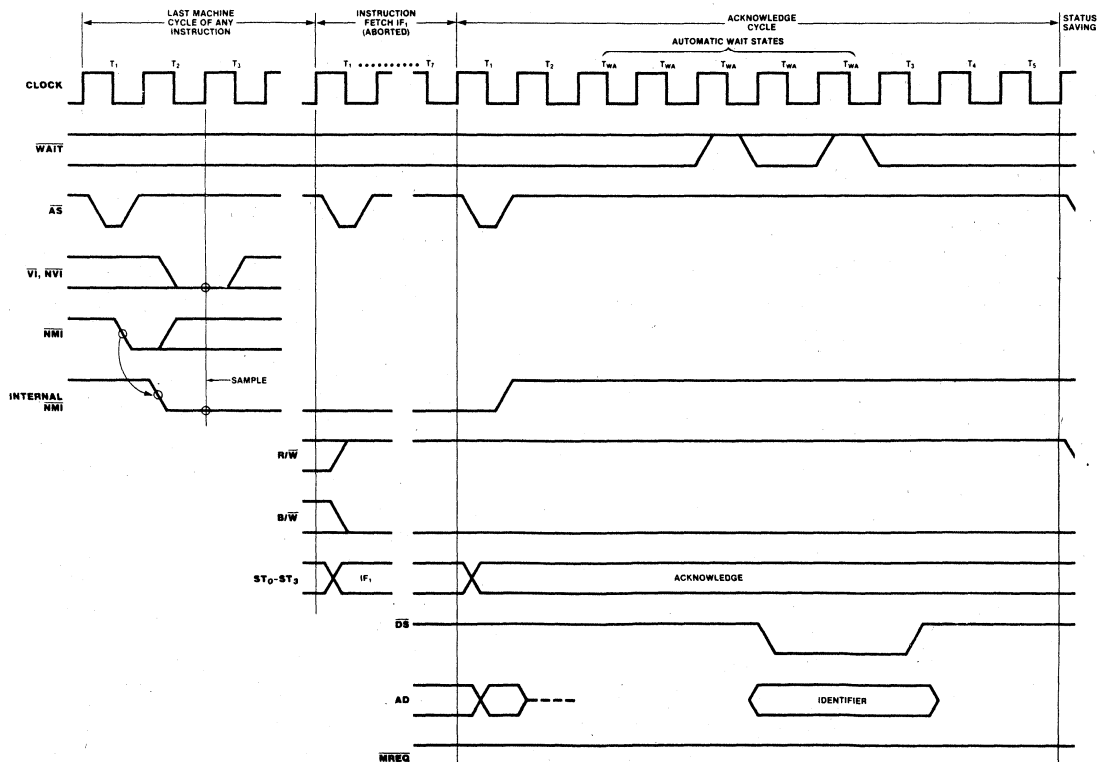 LAST MACHINE
CYCLE OF ANY
INSTRUCTION
INSTRUCTION
FETCH IF₁
(ABORTED)
ACKNOWLEDGE
CYCLE
STATUS
SAVING
AUTOMATIC WAIT STATES
T₁ T₂ T₃ T₁ T₇ T₁ T₂ TWA TWA TWA TWA TWA T₃ T₄ T₅
CLOCK
WAIT
AS
VI, NVI
NMI
SAMPLE
INTERNAL
NMI
R/W
B/W
ST₀-ST₃
IF₁
ACKNOWLEDGE
DS
AD
IDENTIFIER
MREQ